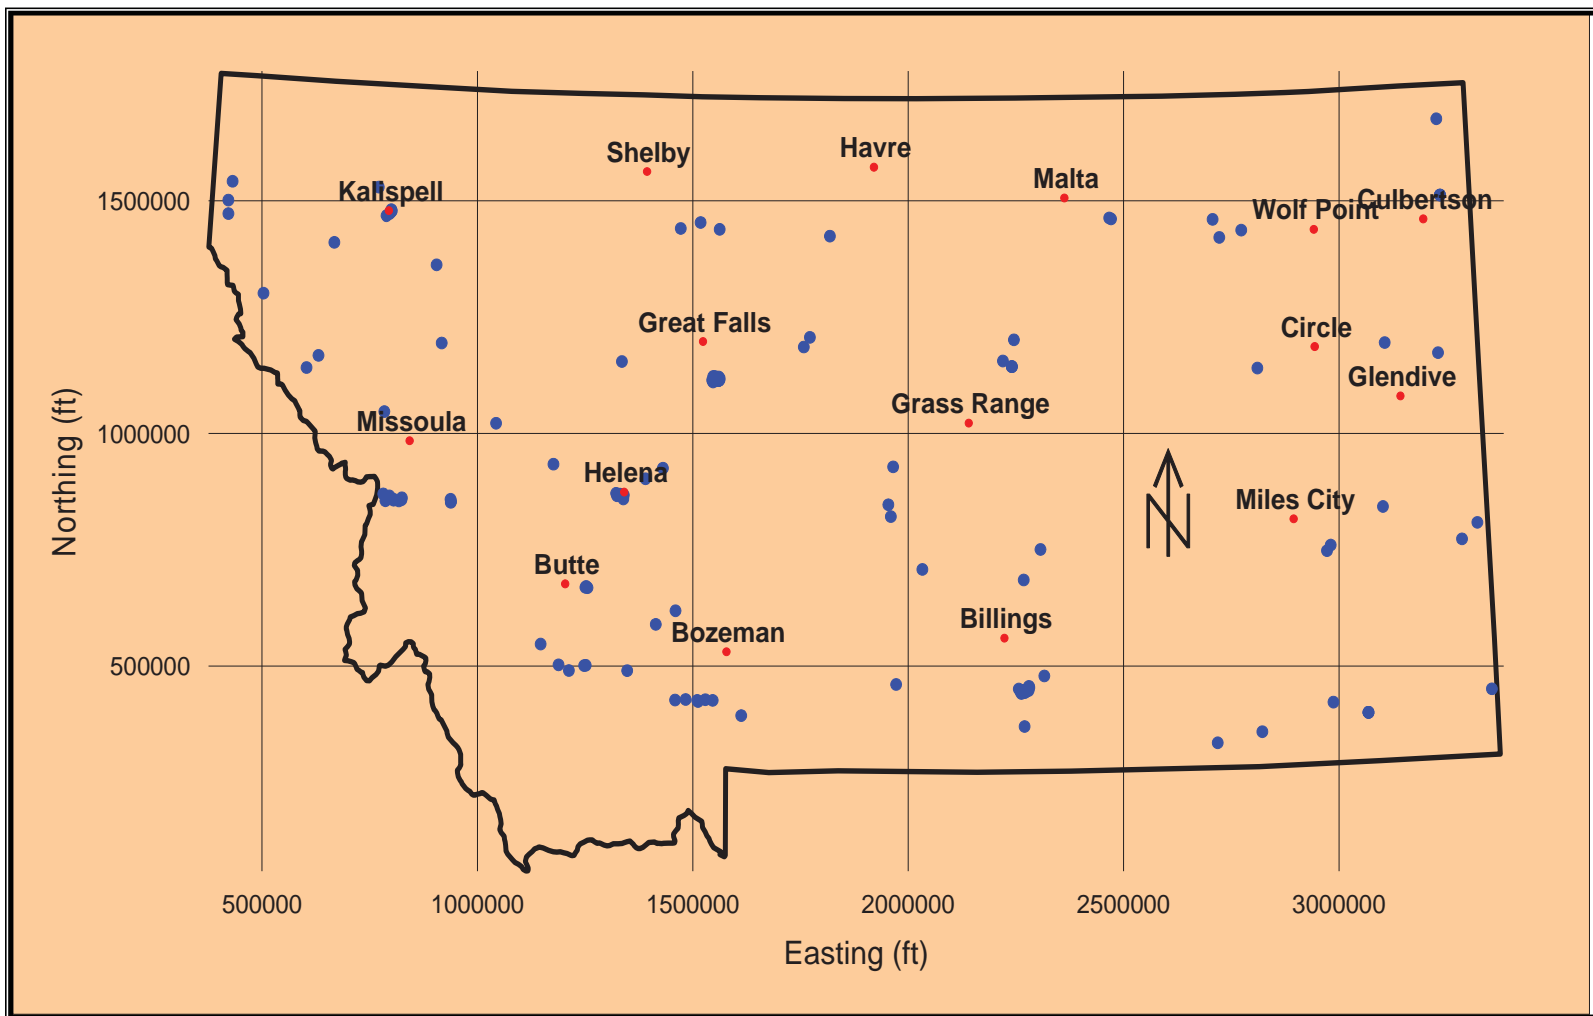 Shelby
Havre
Malta
Kalispell
Wolf Point
Culbertson
Great Falls
Circle
Glendive
Missoula
Grass Range
Helena
Miles City
Butte
Billings
Bozeman
N
1500000
1000000
500000
Northing (ft)
500000 1000000 1500000 2000000 2500000 3000000
Easting (ft)